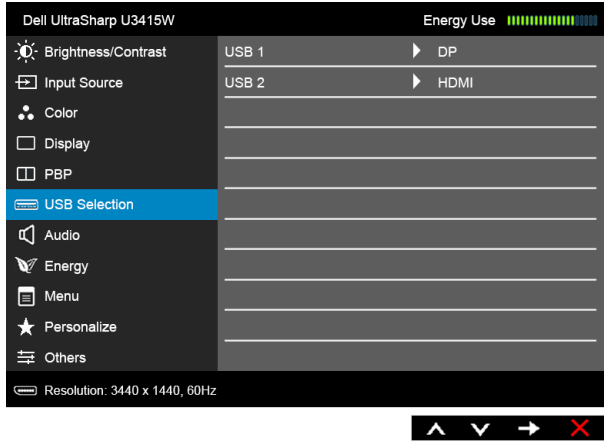 Dell UltraSharp U3415W Energy Use
Brightness/Contrast USB 1 DP
Input Source USB 2 HDMI
Color
Display
PBP
USB Selection
Audio
Energy
Menu
Personalize
Others
Resolution: 3440 x 1440, 60Hz